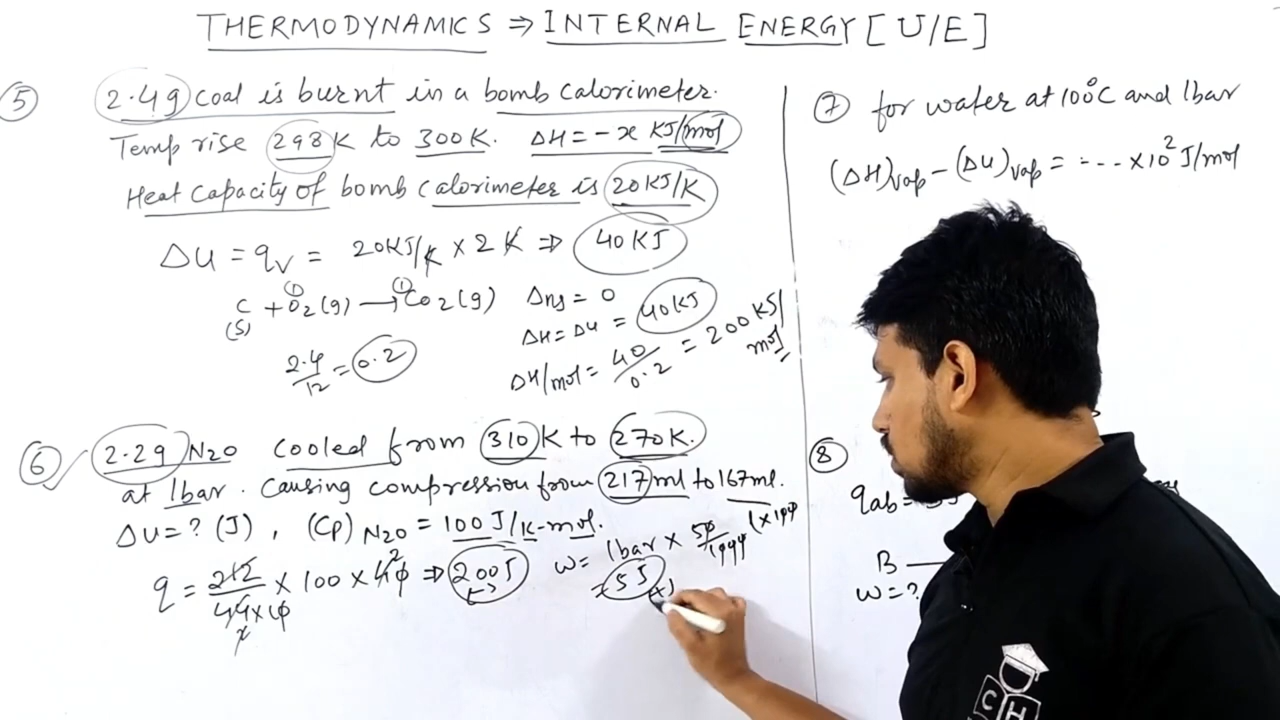 THERMODYNAMICS ⇒ INTERNAL ENERGY [U/E]
5 2.4g coal is burnt in a bomb calorimeter.
Temp rise 298K to 300K. ΔH = -x KJ/mol
Heat capacity of bomb calorimeter is 20KJ/K
ΔU = qv = 20KJ/K × 2K ⇒ 40KJ
C(s) + O2(g) → CO2(g)
1 1
2.4/12 = 0.2
Δng = 0
ΔH = ΔU = 40KJ
ΔH/mol = 40/0.2 = 200KJ/mol
6 2.2g N2O cooled from 310K to 270K.
at 1bar. Causing compression from 217ml to 167ml.
ΔU = ? (J), (Cp) N2O = 100 J/K-mol.
q = 2.2/44×10 × 100 × 40 2 ⇒ 200J
w = 1bar × 50/1000 × 100
5J
7 for water at 100°C and 1bar
(ΔH)vap - (ΔU)vap = ---- ×10² J/mol
8
qab =
B
w = ?
C H